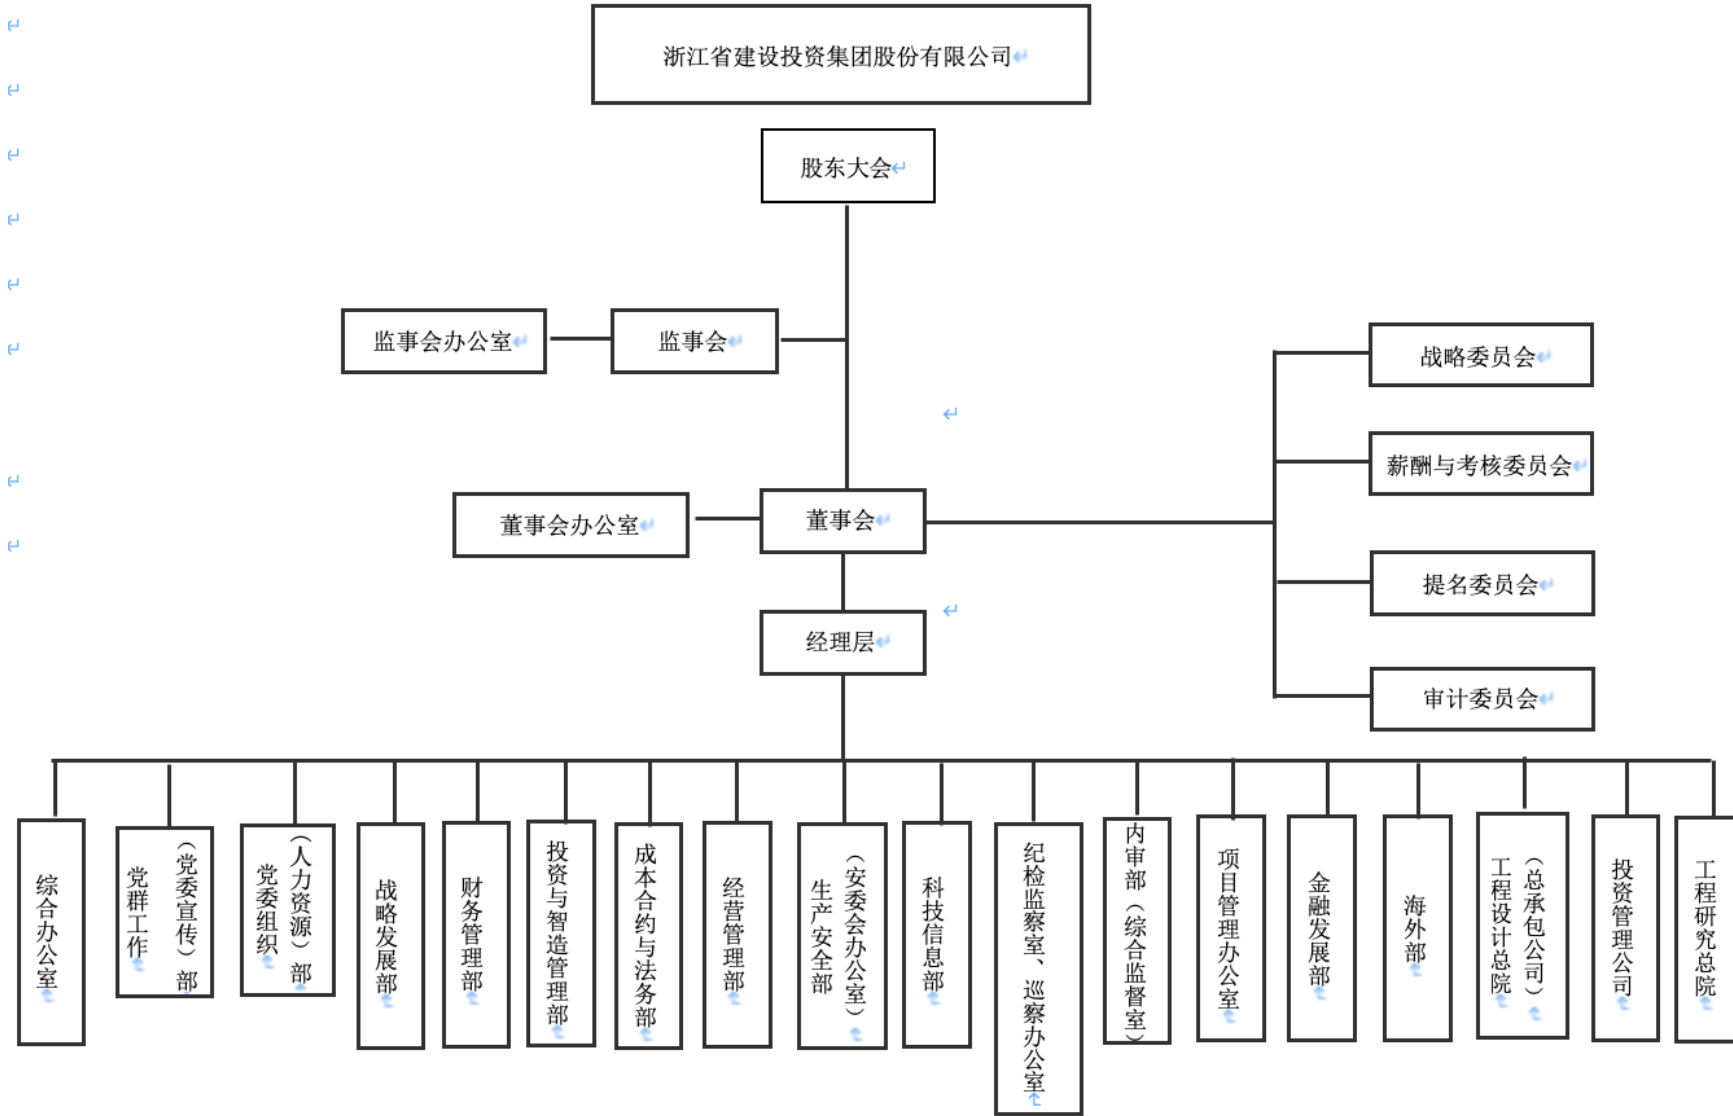 浙江省建设投资集团股份有限公司
股东大会
监事会办公室
监事会
战略委员会
薪酬与考核委员会
董事会办公室
董事会
提名委员会
经理层
审计委员会
综合办公室
党群工作
（党委宣传）部
党委组织
（人力资源）部
战略发展部
财务管理部
投资与智造管理部
成本合约与法务部
经营管理部
生产安全部
（安委会办公室）
科技信息部
纪检监察室、巡察办公室
内审部（综合监督室）
项目管理办公室
金融发展部
海外部
工程设计总院
（总承包公司）
投资管理公司
工程研究总院